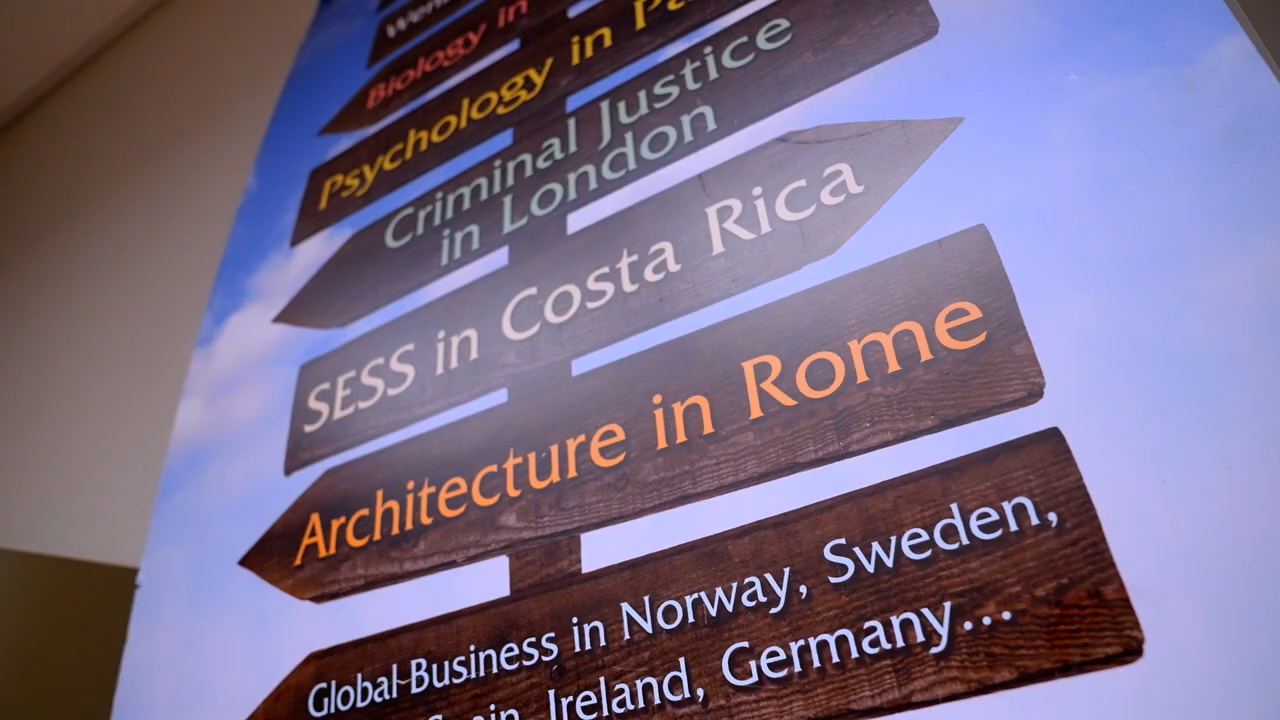 Biology in
Psychology in
Criminal Justice
in London
SESS in Costa Rica
Architecture in Rome
Global Business in Norway, Sweden,
Ireland, Germany...